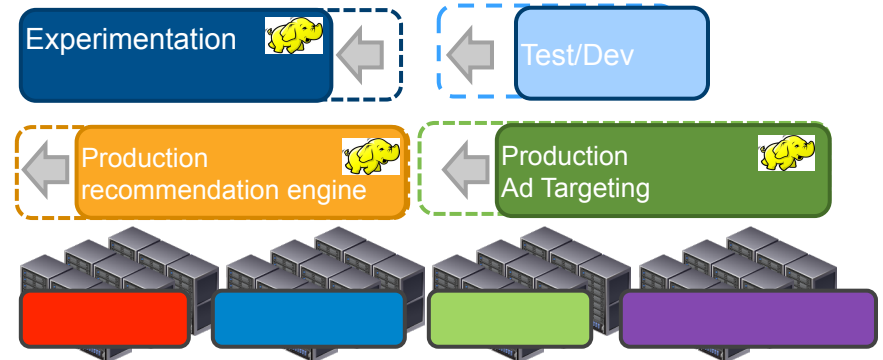 Experimentation
Test/Dev
Production
recommendation engine
Production
Ad Targeting